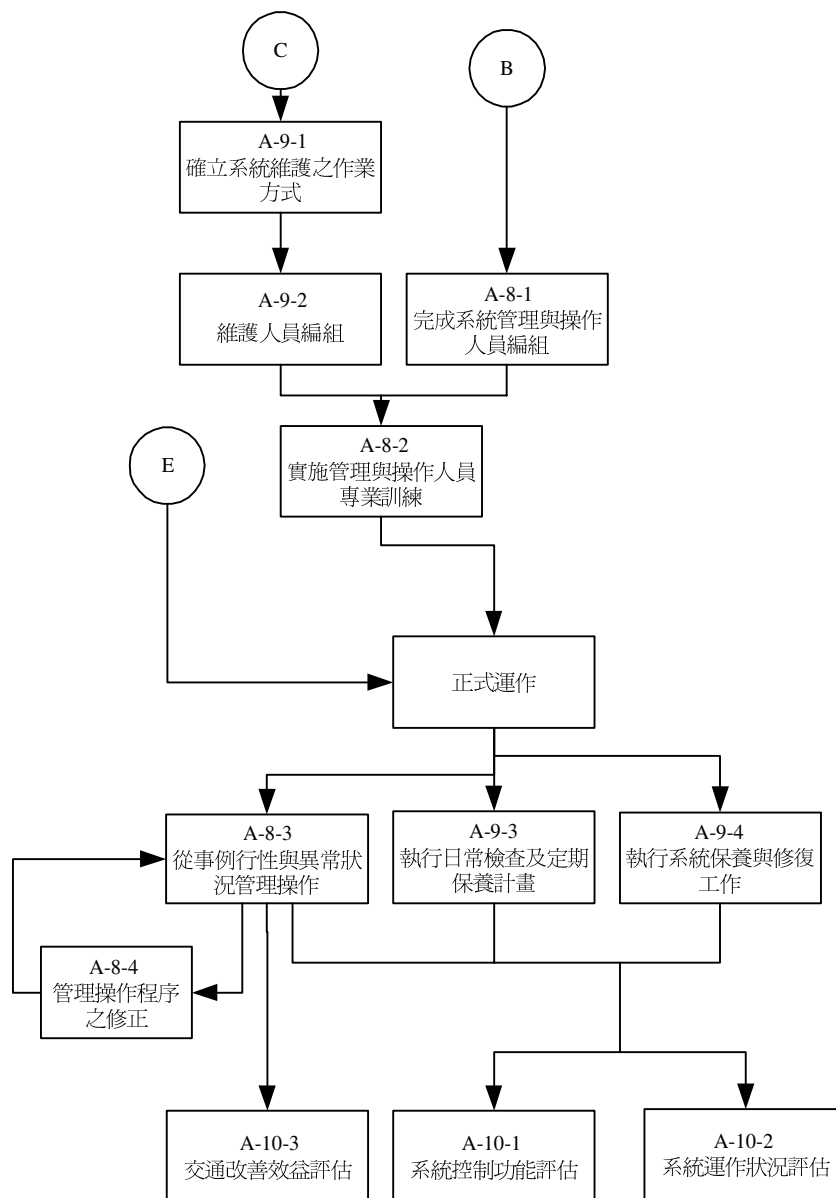 C
B
A-9-1
確立系統維護之作業
方式
A-9-2
維護人員編組
A-8-1
完成系統管理與操作
人員編組
A-8-2
實施管理與操作人員
專業訓練
E
正式運作
A-8-3
從事例行性與異常狀
況管理操作
A-9-3
執行日常檢查及定期
保養計畫
A-9-4
執行系統保養與修復
工作
A-8-4
管理操作程序
之修正
A-10-3
交通改善效益評估
A-10-1
系統控制功能評估
A-10-2
系統運作狀況評估